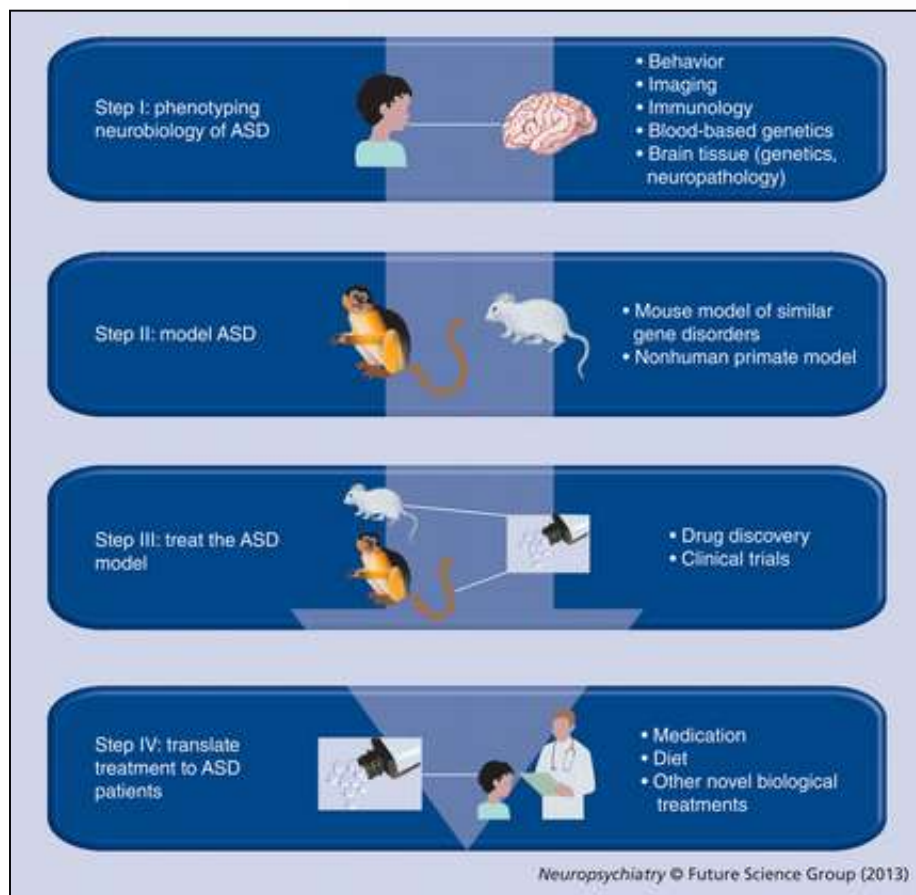 Step I: phenotyping
neurobiology of ASD
• Behavior
• Imaging
• Immunology
• Blood-based genetics
• Brain tissue (genetics,
neuropathology)
Step II: model ASD
• Mouse model of similar
gene disorders
• Nonhuman primate model
Step III: treat the ASD
model
• Drug discovery
• Clinical trials
Step IV: translate
treatment to ASD
patients
• Medication
• Diet
• Other novel biological
treatments
Neuropsychiatry © Future Science Group (2013)